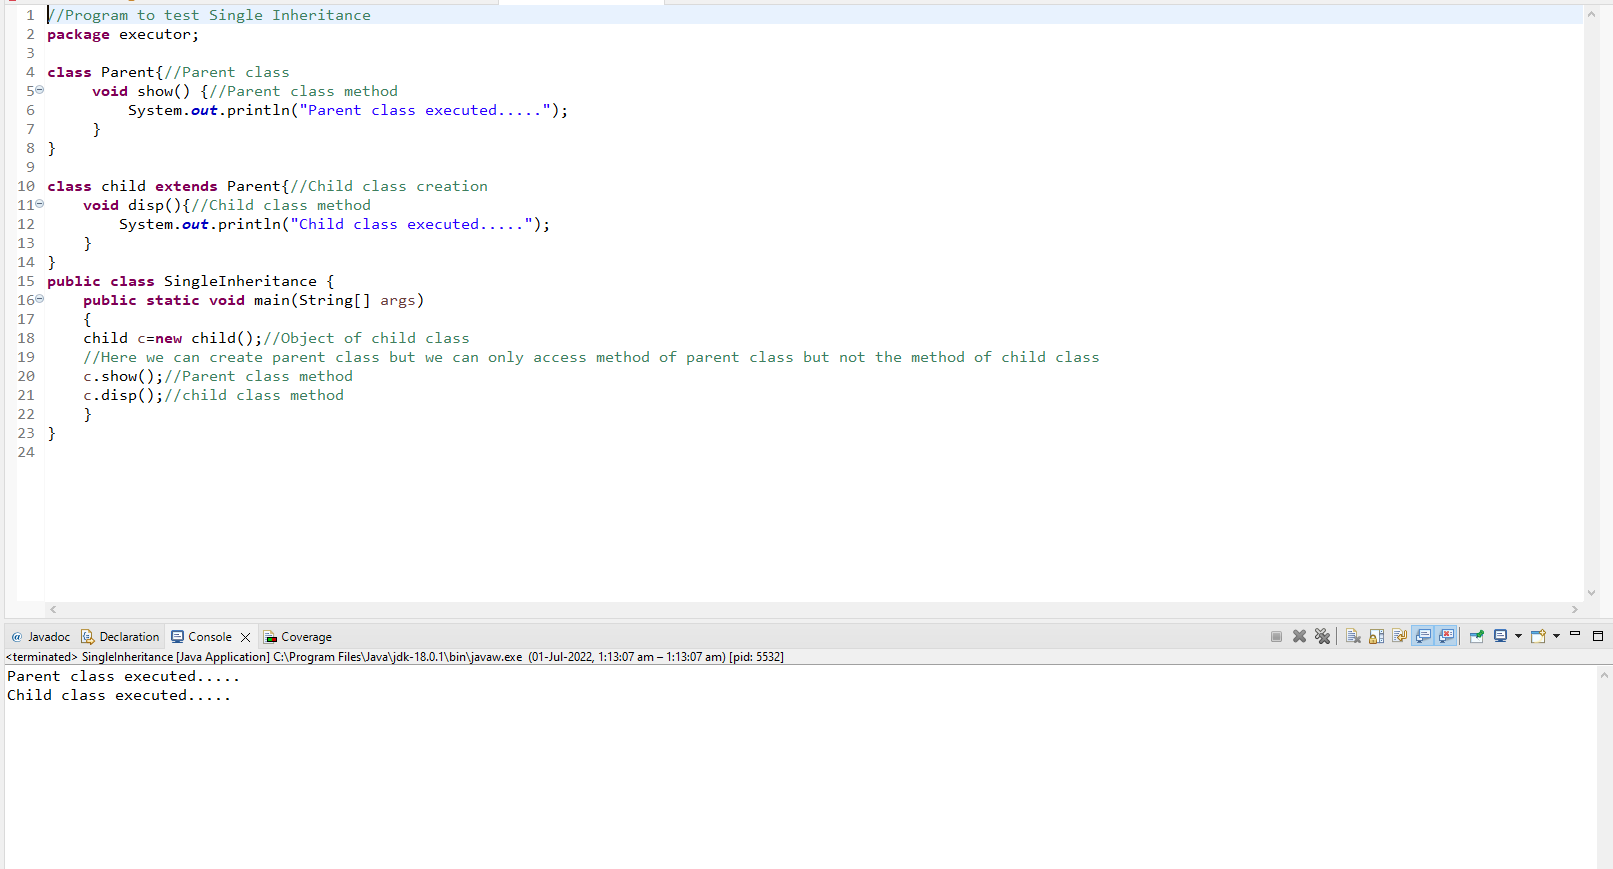 1 //Program to test Single Inheritance
2 package executor;
3
4 class Parent{//Parent class
5 void show() {//Parent class method
6 System.out.println("Parent class executed.....");
7 }
8 }
9
10 class child extends Parent{//Child class creation
11 void disp(){//Child class method
12 System.out.println("Child class executed.....");
13 }
14 }
15 public class SingleInheritance {
16 public static void main(String[] args)
17 {
18 child c=new child();//Object of child class
19 //Here we can create parent class but we can only access method of parent class but not the method of child class
20 c.show();//Parent class method
21 c.disp();//child class method
22 }
23 }
24
@ Javadoc Declaration Console Coverage
<terminated> SingleInheritance [Java Application] C:\Program Files\Java\jdk-18.0.1\bin\javaw.exe (01-Jul-2022, 1:13:07 am – 1:13:07 am) [pid: 5532]
Parent class executed.....
Child class executed.....